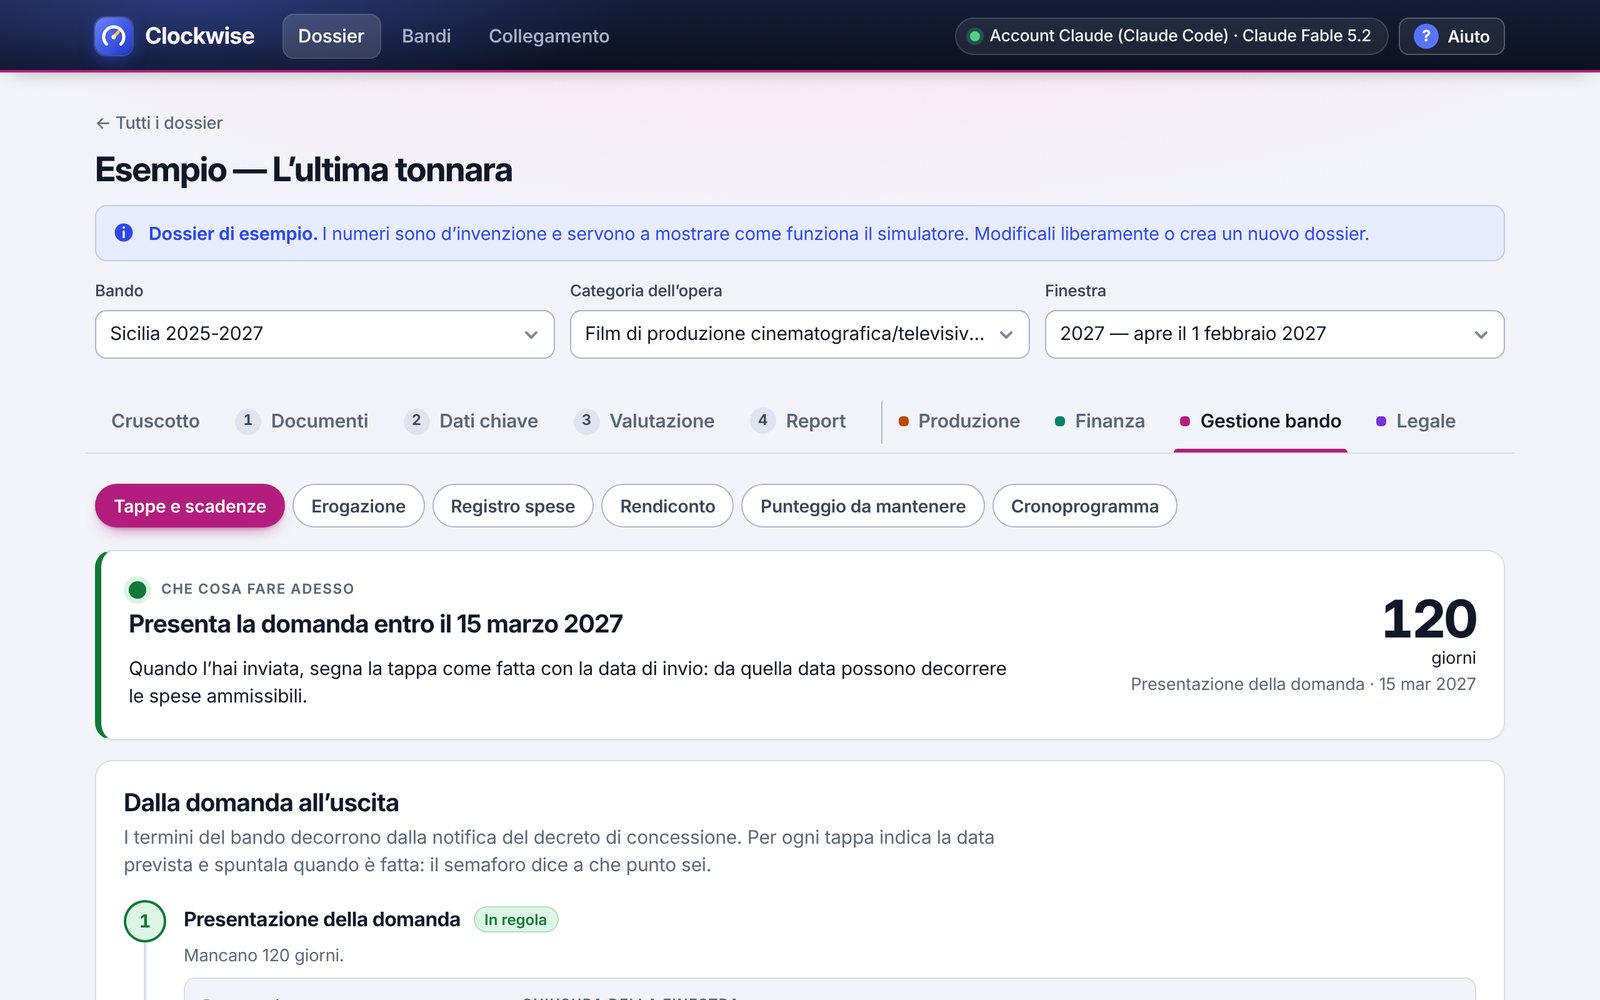 Clockwise
Dossier
Bandi
Collegamento
Account Claude (Claude Code) · Claude Fable 5.2
? Aiuto
← Tutti i dossier
Esempio — L’ultima tonnara
Dossier di esempio. I numeri sono d’invenzione e servono a mostrare come funziona il simulatore. Modificali liberamente o crea un nuovo dossier.
Bando
Categoria dell’opera
Finestra
Sicilia 2025-2027
Film di produzione cinematografica/televisiv...
2027 — apre il 1 febbraio 2027
Cruscotto
1 Documenti
2 Dati chiave
3 Valutazione
4 Report
Produzione
Finanza
Gestione bando
Legale
Tappe e scadenze
Erogazione
Registro spese
Rendiconto
Punteggio da mantenere
Cronoprogramma
CHE COSA FARE ADESSO
Presenta la domanda entro il 15 marzo 2027
Quando l’hai inviata, segna la tappa come fatta con la data di invio: da quella data possono decorrere
le spese ammissibili.
120
giorni
Presentazione della domanda · 15 mar 2027
Dalla domanda all’uscita
I termini del bando decorrono dalla notifica del decreto di concessione. Per ogni tappa indica la data
prevista e spuntala quando è fatta: il semaforo dice a che punto sei.
1
Presentazione della domanda
In regola
Mancano 120 giorni.